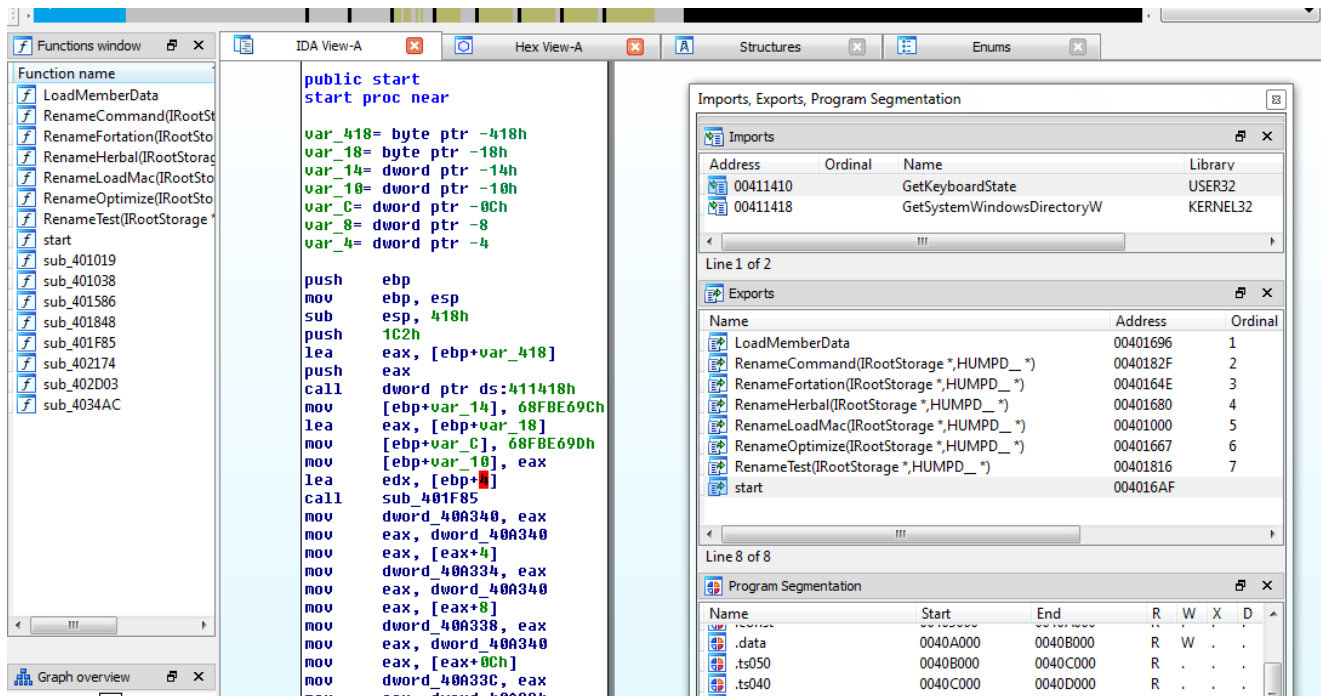 Functions window
IDA View-A
Hex View-A
Structures
Enums
Function name
LoadMemberData
RenameCommand(IRootSt
RenameFortation(IRootSto
RenameHerbal(IRootStorag
RenameLoadMac(IRootSto
RenameOptimize(IRootSto
RenameTest(IRootStorage *
start
sub_401019
sub_401038
sub_401586
sub_401848
sub_401F85
sub_402174
sub_402D03
sub_4034AC
Graph overview
public start
start proc near
var_418= byte ptr -418h
var_18= byte ptr -18h
var_14= dword ptr -14h
var_10= dword ptr -10h
var_C= dword ptr -0Ch
var_8= dword ptr -8
var_4= dword ptr -4
push ebp
mov ebp, esp
sub esp, 418h
push 1C2h
lea eax, [ebp+var_418]
push eax
call dword ptr ds:411418h
mov [ebp+var_14], 68FBE69Ch
lea eax, [ebp+var_18]
mov [ebp+var_C], 68FBE69Dh
mov [ebp+var_10], eax
lea edx, [ebp+4]
call sub_401F85
mov dword_40A340, eax
mov eax, dword_40A340
mov eax, [eax+4]
mov dword_40A334, eax
mov eax, dword_40A340
mov eax, [eax+8]
mov dword_40A338, eax
mov eax, dword_40A340
mov eax, [eax+0Ch]
mov dword_40A33C, eax
Imports, Exports, Program Segmentation
Imports
Address Ordinal Name Library
00411410 GetKeyboardState USER32
00411418 GetSystemWindowsDirectoryW KERNEL32
Line 1 of 2
Exports
Name Address Ordinal
LoadMemberData 00401696 1
RenameCommand(IRootStorage *,HUMPD__ *) 0040182F 2
RenameFortation(IRootStorage *,HUMPD__ *) 0040164E 3
RenameHerbal(IRootStorage *,HUMPD__ *) 00401680 4
RenameLoadMac(IRootStorage *,HUMPD__ *) 00401000 5
RenameOptimize(IRootStorage *,HUMPD__ *) 00401667 6
RenameTest(IRootStorage *,HUMPD__ *) 00401816 7
start 004016AF
Line 8 of 8
Program Segmentation
Name Start End R W X D
.data 0040A000 0040B000 R W . .
.ts050 0040B000 0040C000 R . . .
.ts040 0040C000 0040D000 R . . .